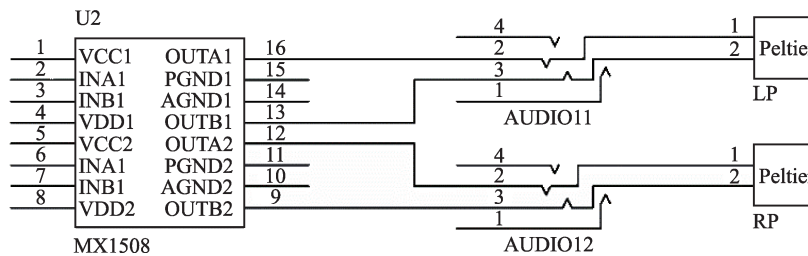 U2
1 VCC1 OUTA1 16
2 INA1 PGND1 15
3 INB1 AGND1 14
4 VDD1 OUTB1 13
5 VCC2 OUTA2 12
6 INA1 PGND2 11
7 INB1 AGND2 10
8 VDD2 OUTB2 9
MX1508
4
2
3
1
AUDIO11
1
2
Peltier
LP
4
2
3
1
AUDIO12
1
2
Peltier
RP